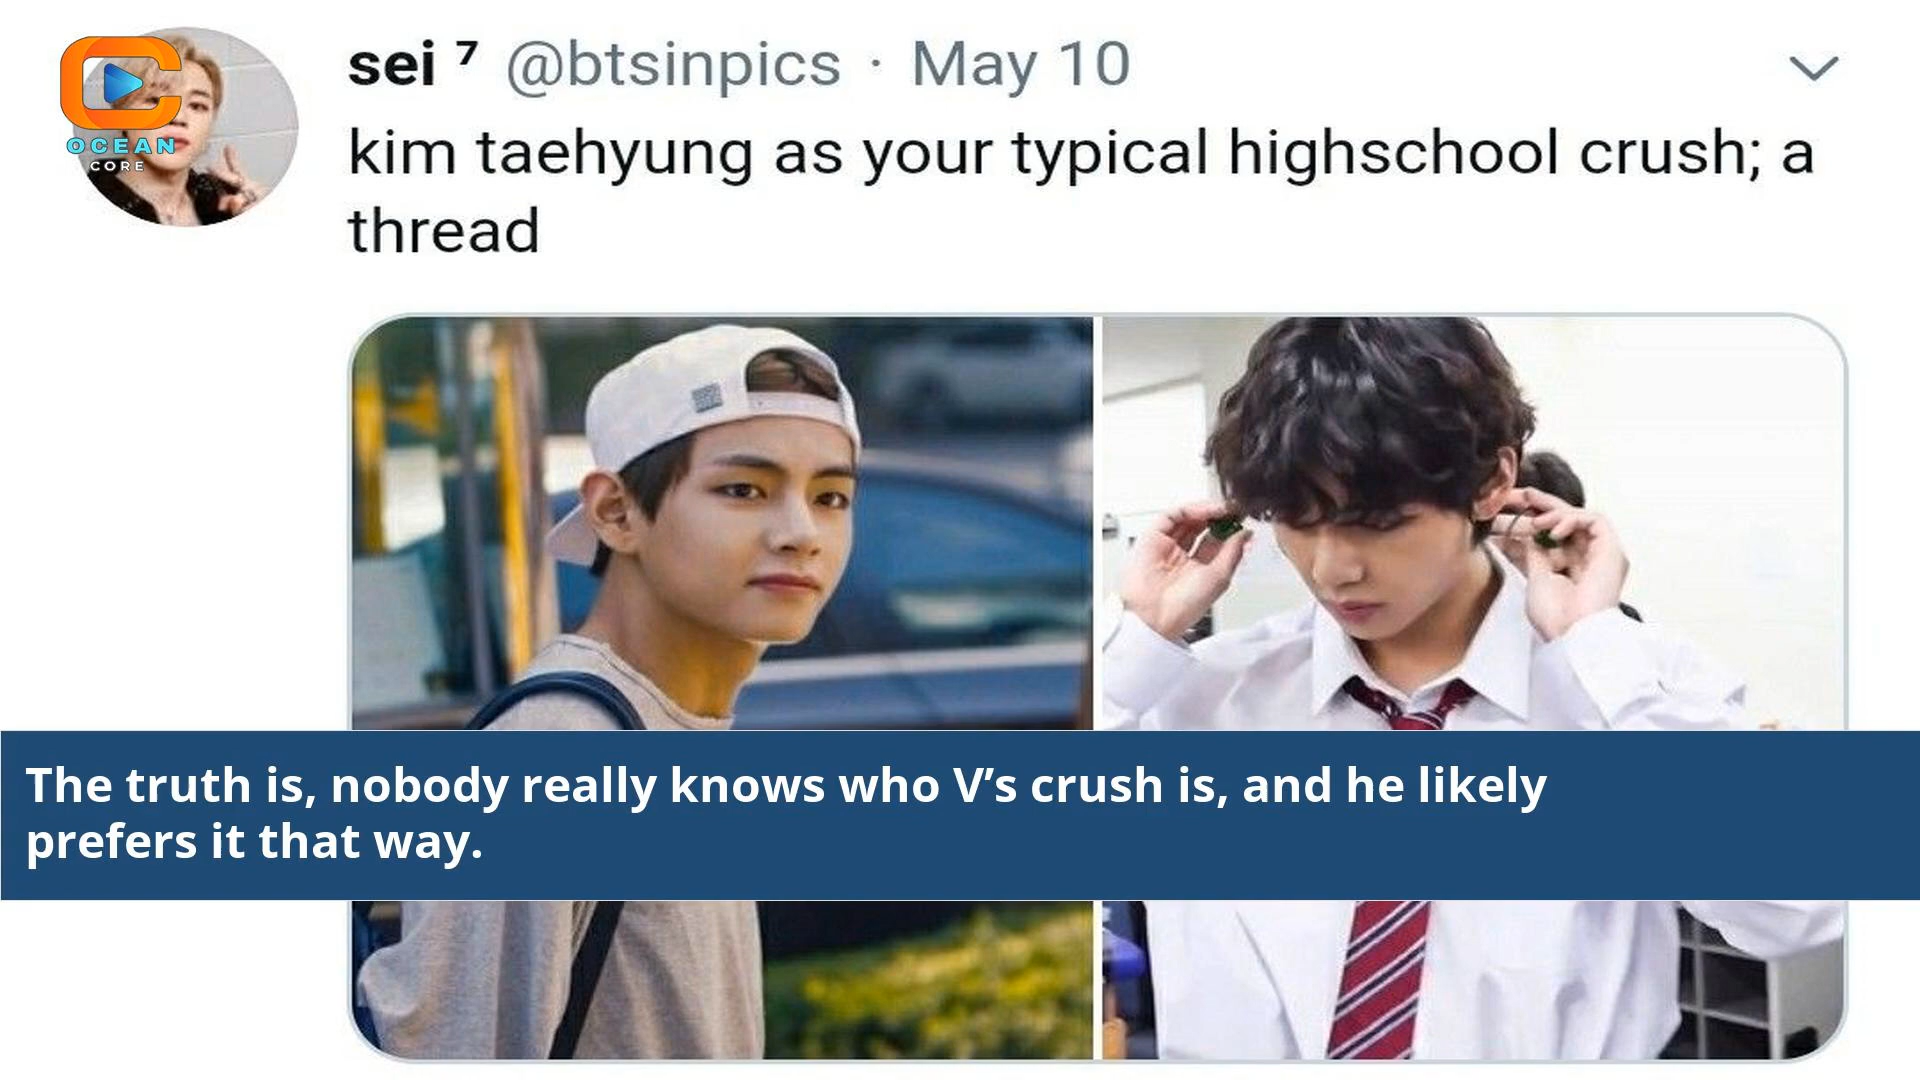 OCEAN
CORE
sei ⁷ @btsinpics · May 10
kim taehyung as your typical highschool crush; a
thread
The truth is, nobody really knows who V’s crush is, and he likely
prefers it that way.